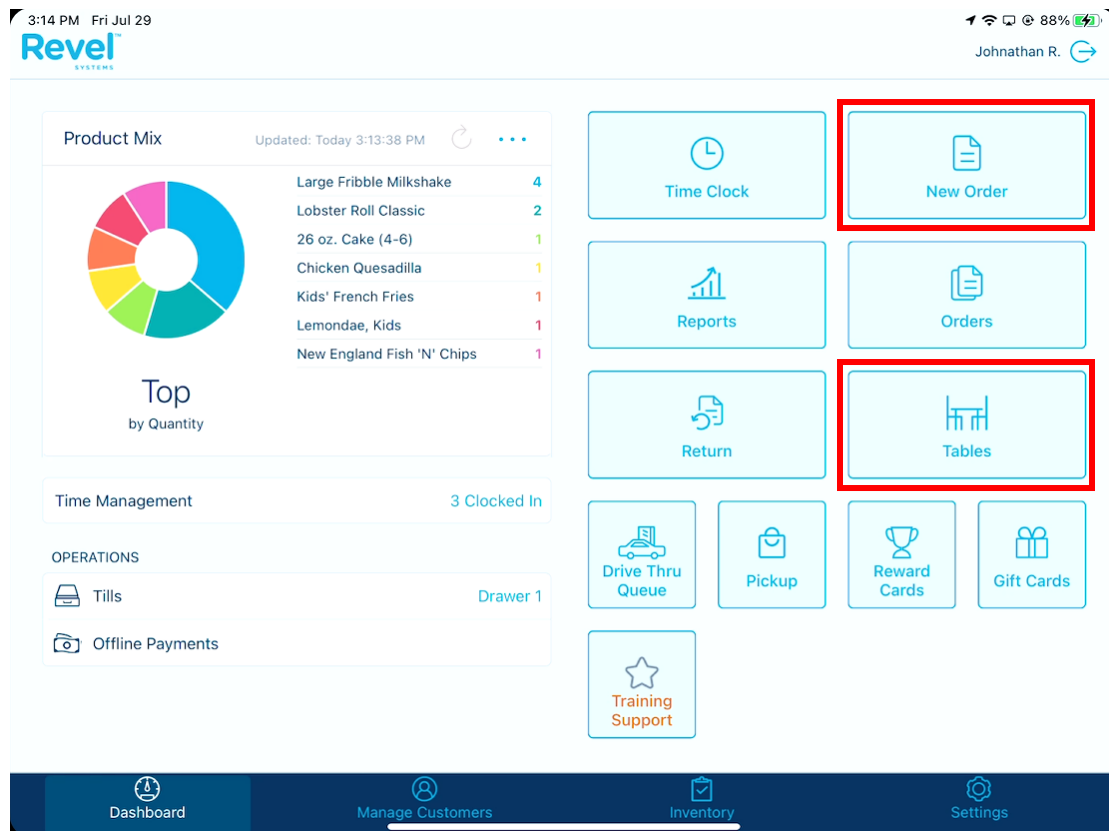 3:14 PM Fri Jul 29
88%
Revel™
SYSTEMS
Johnathan R.
Product Mix
Updated: Today 3:13:38 PM
Large Fribble Milkshake 4
Lobster Roll Classic 2
26 oz. Cake (4-6) 1
Chicken Quesadilla 1
Kids' French Fries 1
Lemondae, Kids 1
New England Fish 'N' Chips 1
Top
by Quantity
Time Management 3 Clocked In
OPERATIONS
Tills Drawer 1
Offline Payments
Time Clock
New Order
Reports
Orders
Return
Tables
Drive Thru
Queue
Pickup
Reward
Cards
Gift Cards
Training
Support
Dashboard
Manage Customers
Inventory
Settings